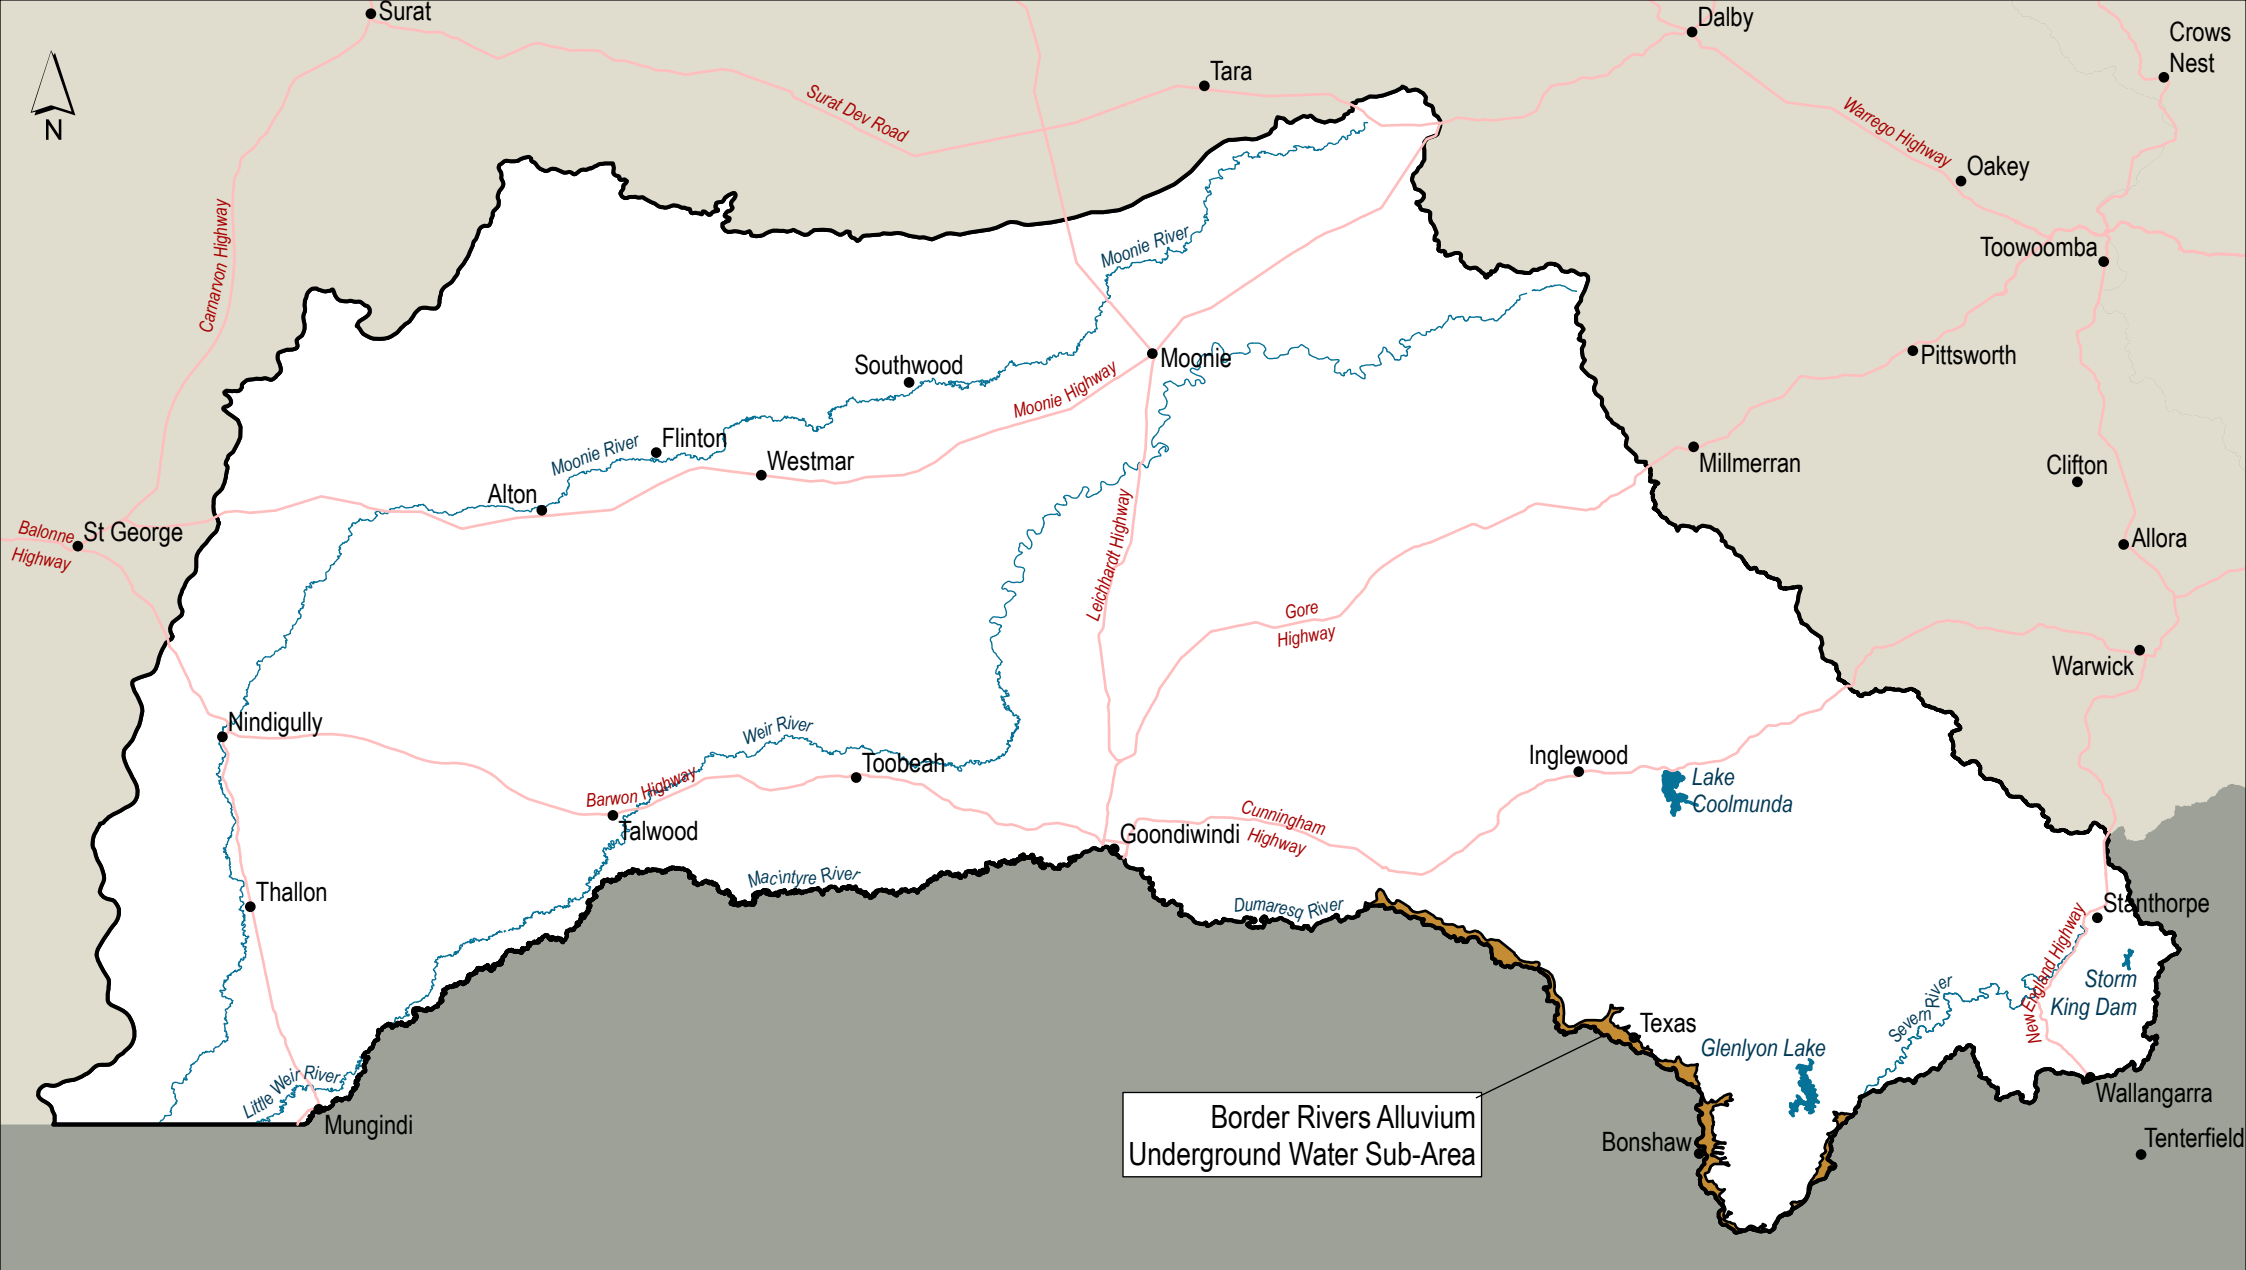 Surat
Dalby
Crows
Nest
Tara
N
Surat Dev Road
Warrego Highway
Oakey
Carnarvon Highway
Moonie River
Toowoomba
Moonie
Southwood
Moonie Highway
Pittsworth
Flinton
Moonie River
Westmar
Millmerran
Clifton
Alton
Balonne
Highway
St George
Leichhardt Highway
Allora
Gore
Highway
Warwick
Nindigully
Weir River
Toobeah
Inglewood
Lake
Coolmunda
Barwon Highway
Talwood
Goondiwindi
Cunningham
Highway
Macintyre River
Thallon
Dumaresq River
Stanthorpe
New England Highway
Storm
King Dam
Severn River
Texas
Glenlyon Lake
Little Weir River
Mungindi
Wallangarra
Border Rivers Alluvium
Underground Water Sub-Area
Bonshaw
Tenterfield